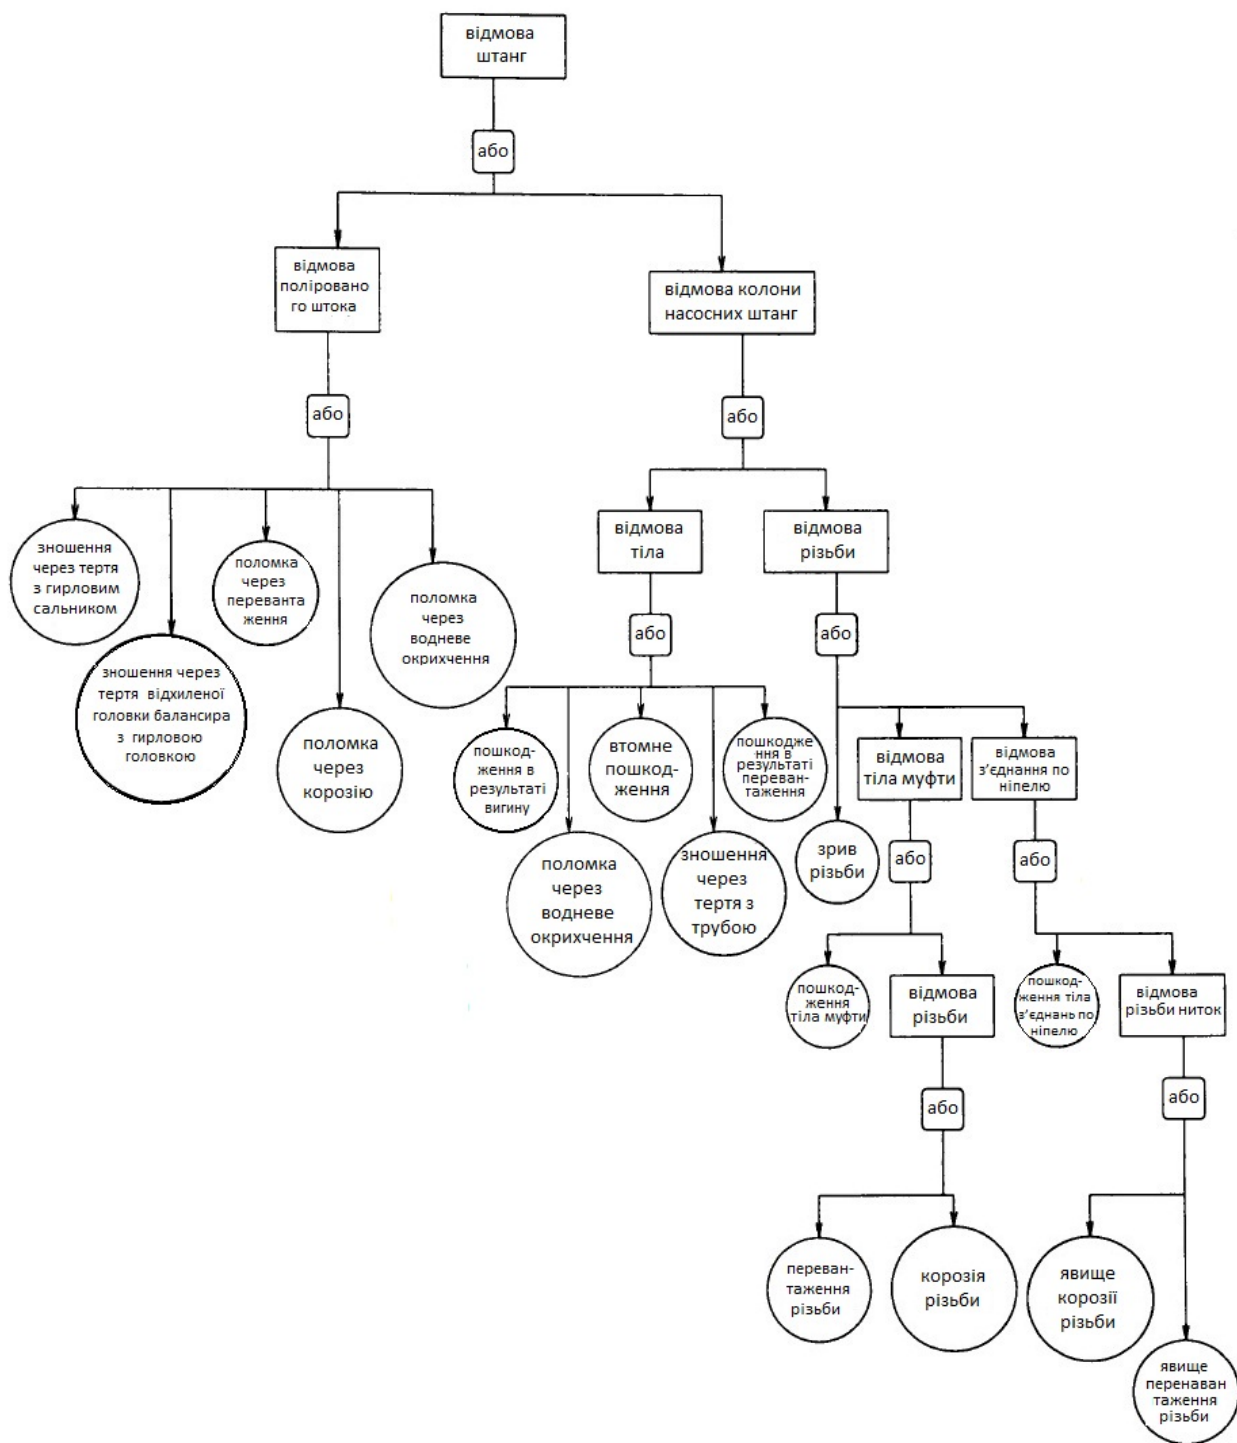 відмова
штанг
або
відмова
поліровано
го штока
відмова колони
насосних штанг
або
або
зношення
через тертя
з гирловим
сальником
поломка
через
переванта
ження
поломка
через
водневе
окрихчення
зношення через
тертя відхиленої
головки балансира
з гирловою
головкою
поломка
через
корозію
відмова
тіла
відмова
різьби
або
або
пошкод-
ження в
результаті
вигину
втомне
пошкод-
ження
пошкодже
ння в
результаті
переван-
таження
поломка
через
водневе
окрихчення
зношення
через
тертя з
трубою
зрив
різьби
відмова
тіла муфти
відмова
з’єднання по
ніпелю
або
або
пошкод-
ження
тіла муфти
відмова
різьби
пошкод-
ження тіла
з’єднань по
ніпелю
відмова
різьби ниток
або
або
переван-
таження
різьби
корозія
різьби
явище
корозії
різьби
явище
перенаван
таження
різьби